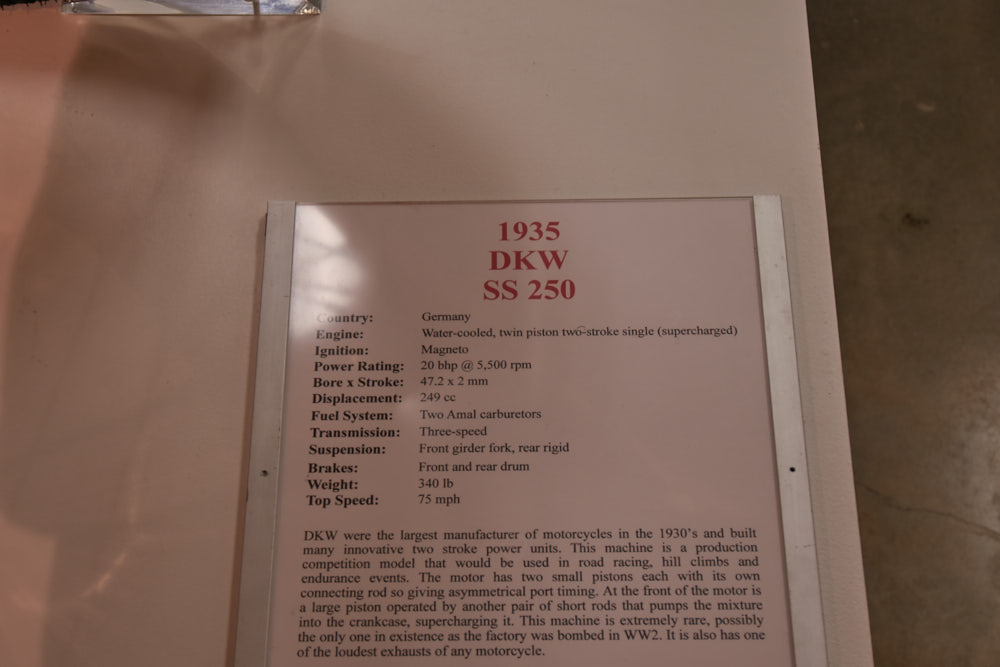 1935
DKW
SS 250
Country: Germany
Engine: Water-cooled, twin piston two-stroke single (supercharged)
Ignition: Magneto
Power Rating: 20 bhp @ 5,500 rpm
Bore x Stroke: 47.2 x 2 mm
Displacement: 249 cc
Fuel System: Two Amal carburetors
Transmission: Three-speed
Suspension: Front girder fork, rear rigid
Brakes: Front and rear drum
Weight: 340 lb
Top Speed: 75 mph
DKW were the largest manufacturer of motorcycles in the 1930's and built
many innovative two stroke power units. This machine is a production
competition model that would be used in road racing, hill climbs and
endurance events. The motor has two small pistons each with its own
connecting rod so giving asymmetrical port timing. At the front of the motor is
a large piston operated by another pair of short rods that pumps the mixture
into the crankcase, supercharging it. This machine is extremely rare, possibly
the only one in existence as the factory was bombed in WW2. It is also has one
of the loudest exhausts of any motorcycle.